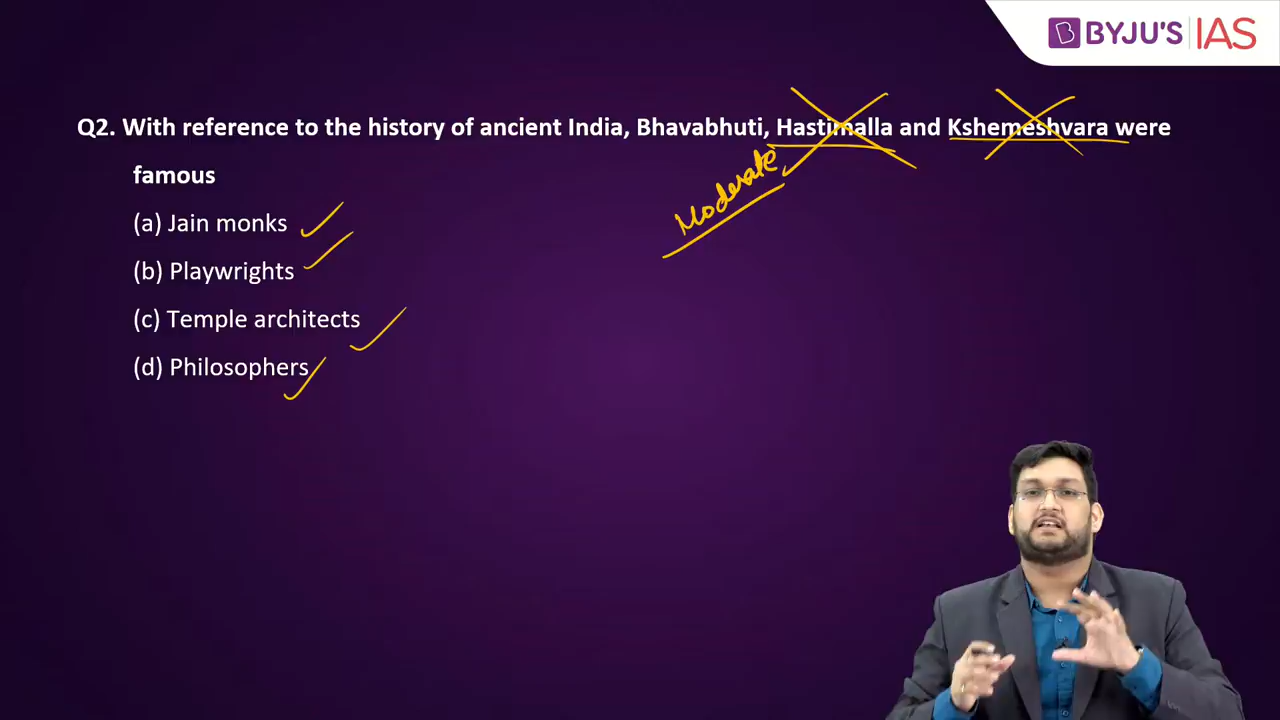 BYJU'S IAS
Q2. With reference to the history of ancient India, Bhavabhuti, Hastimalla and Kshemeshvara were
famous
Moderate
(a) Jain monks
(b) Playwrights
(c) Temple architects
(d) Philosophers